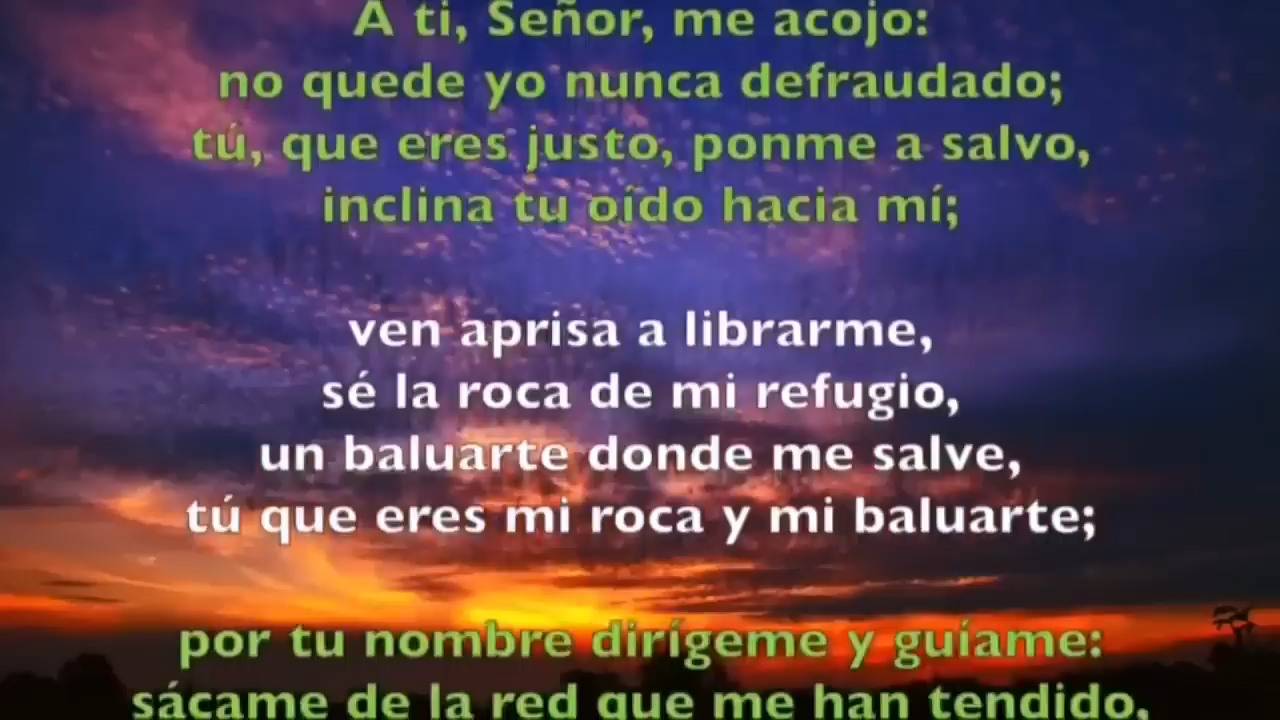 A ti, Señor, me acojo:
no quede yo nunca defraudado;
tú, que eres justo, ponme a salvo,
inclina tu oído hacia mí;
ven aprisa a librarme,
sé la roca de mi refugio,
un baluarte donde me salve,
tú que eres mi roca y mi baluarte;
por tu nombre dirígeme y guíame:
sácame de la red que me han tendido,